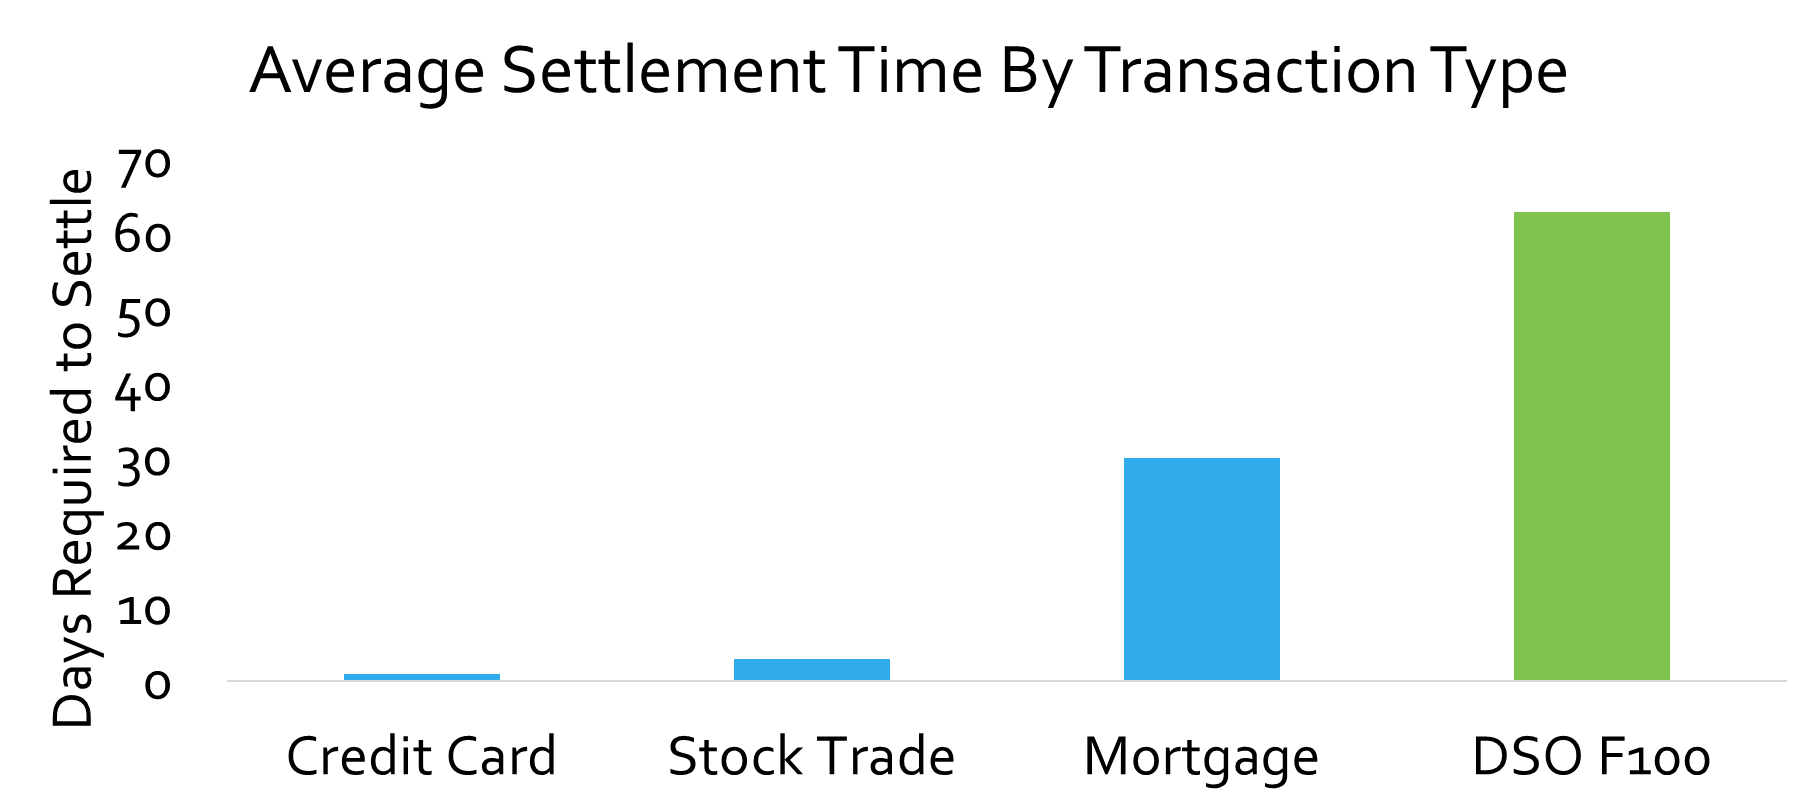 Average Settlement Time By Transaction Type
Days Required to Settle
70
60
50
40
30
20
10
0
Credit Card
Stock Trade
Mortgage
DSO F100